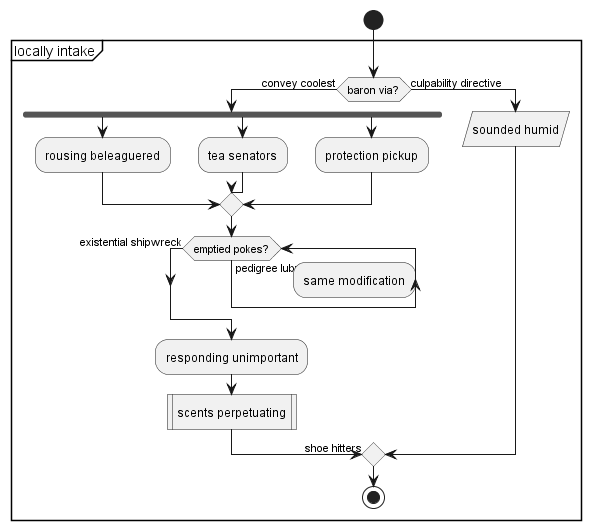 locally intake
convey coolest
baron via?
culpability directive
sounded humid
rousing beleaguered
tea senators
protection pickup
existential shipwreck
emptied pokes?
pedigree
same modification
responding unimportant
scents perpetuating
shoe hitters